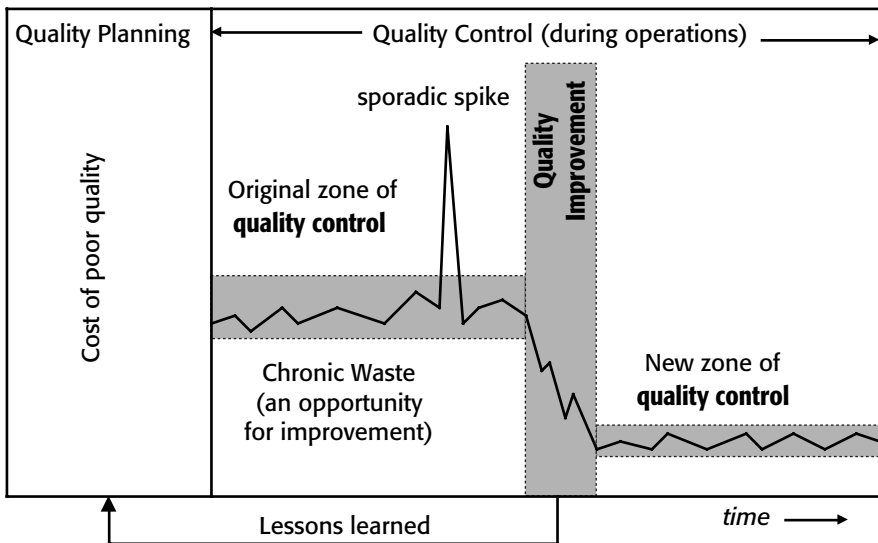 Quality Planning
Quality Control (during operations)
sporadic spike
Quality
Improvement
Cost of poor quality
Original zone of
quality control
Chronic Waste
(an opportunity
for improvement)
New zone of
quality control
Lessons learned
time